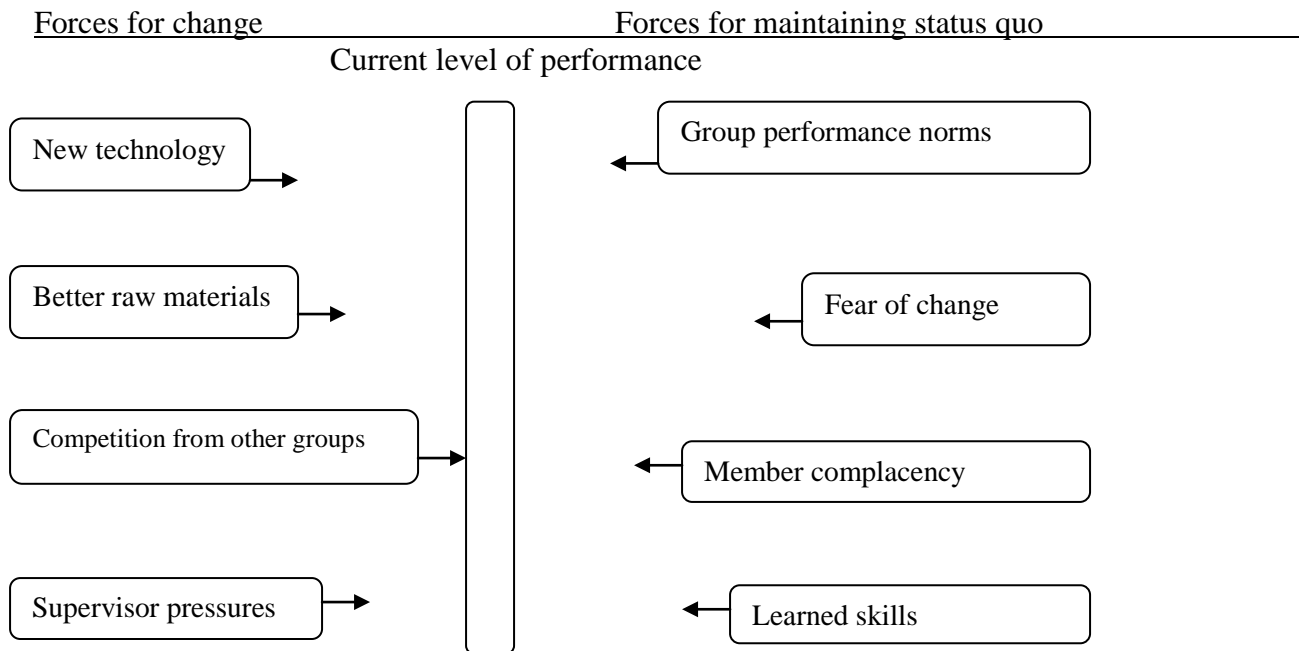 Forces for change Forces for maintaining status quo
Current level of performance
New technology
Group performance norms
Better raw materials
Fear of change
Competition from other groups
Member complacency
Supervisor pressures
Learned skills